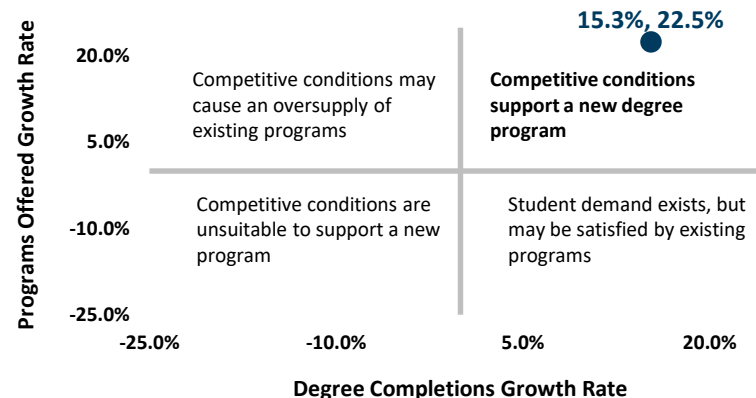 15.3%, 22.5%
Programs Offered Growth Rate
20.0%
5.0%
-10.0%
-25.0%
Competitive conditions may
cause an oversupply of
existing programs
Competitive conditions
support a new degree
program
Competitive conditions are
unsuitable to support a new
program
Student demand exists, but
may be satisfied by existing
programs
-25.0%
-10.0%
5.0%
20.0%
Degree Completions Growth Rate